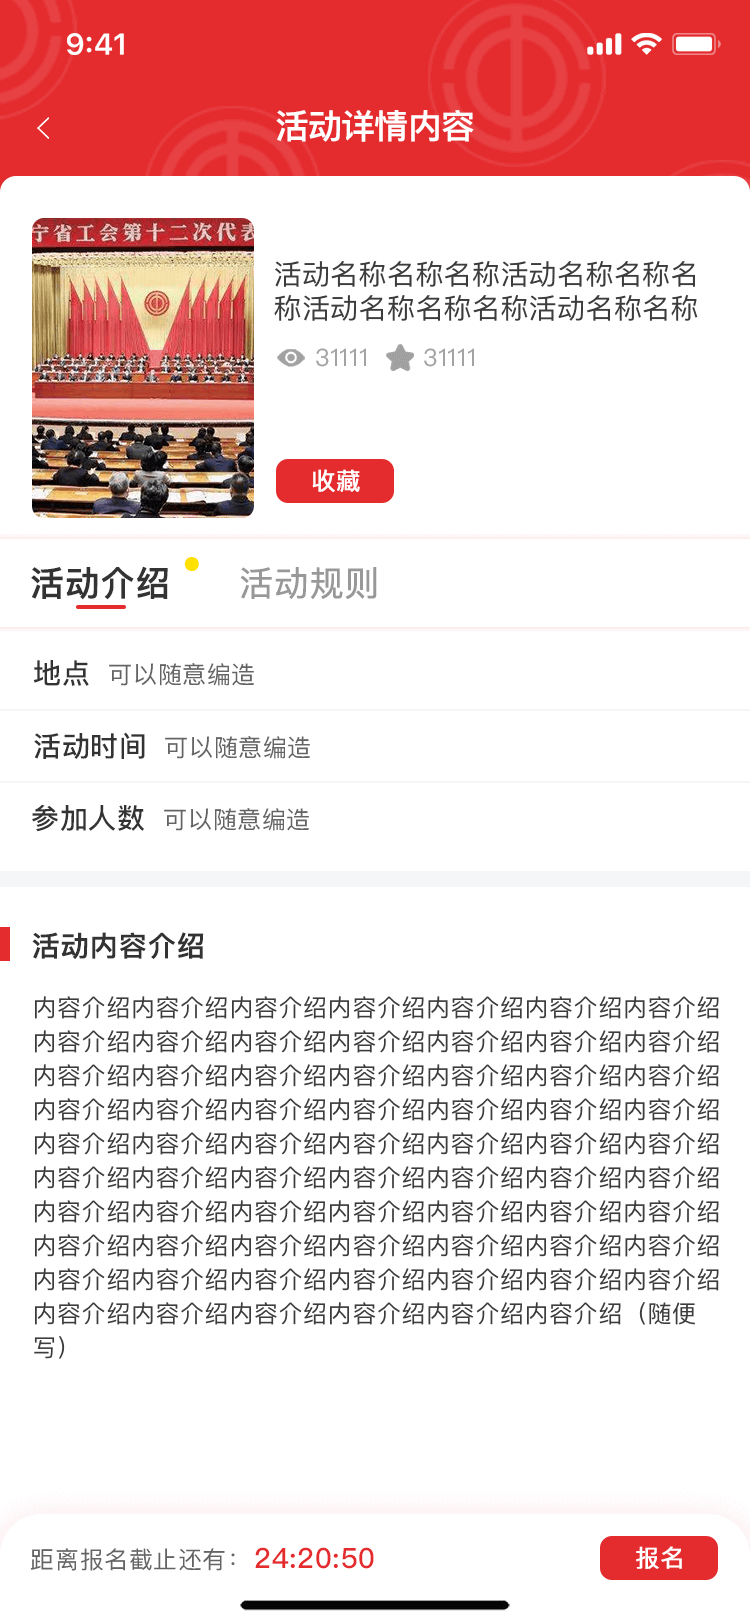 9:41
活动详情内容
宁省工会第十二次代表
活动名称名称名称活动名称名称名
称活动名称名称名称活动名称名称
31111 31111
收藏
活动介绍 活动规则
地点 可以随意编造
活动时间 可以随意编造
参加人数 可以随意编造
活动内容介绍
内容介绍内容介绍内容介绍内容介绍内容介绍内容介绍内容介绍
内容介绍内容介绍内容介绍内容介绍内容介绍内容介绍内容介绍
内容介绍内容介绍内容介绍内容介绍内容介绍内容介绍内容介绍
内容介绍内容介绍内容介绍内容介绍内容介绍内容介绍内容介绍
内容介绍内容介绍内容介绍内容介绍内容介绍内容介绍内容介绍
内容介绍内容介绍内容介绍内容介绍内容介绍内容介绍内容介绍
内容介绍内容介绍内容介绍内容介绍内容介绍内容介绍内容介绍
内容介绍内容介绍内容介绍内容介绍内容介绍内容介绍内容介绍
内容介绍内容介绍内容介绍内容介绍内容介绍内容介绍内容介绍
内容介绍内容介绍内容介绍内容介绍内容介绍内容介绍（随便
写）
距离报名截止还有：24:20:50 报名